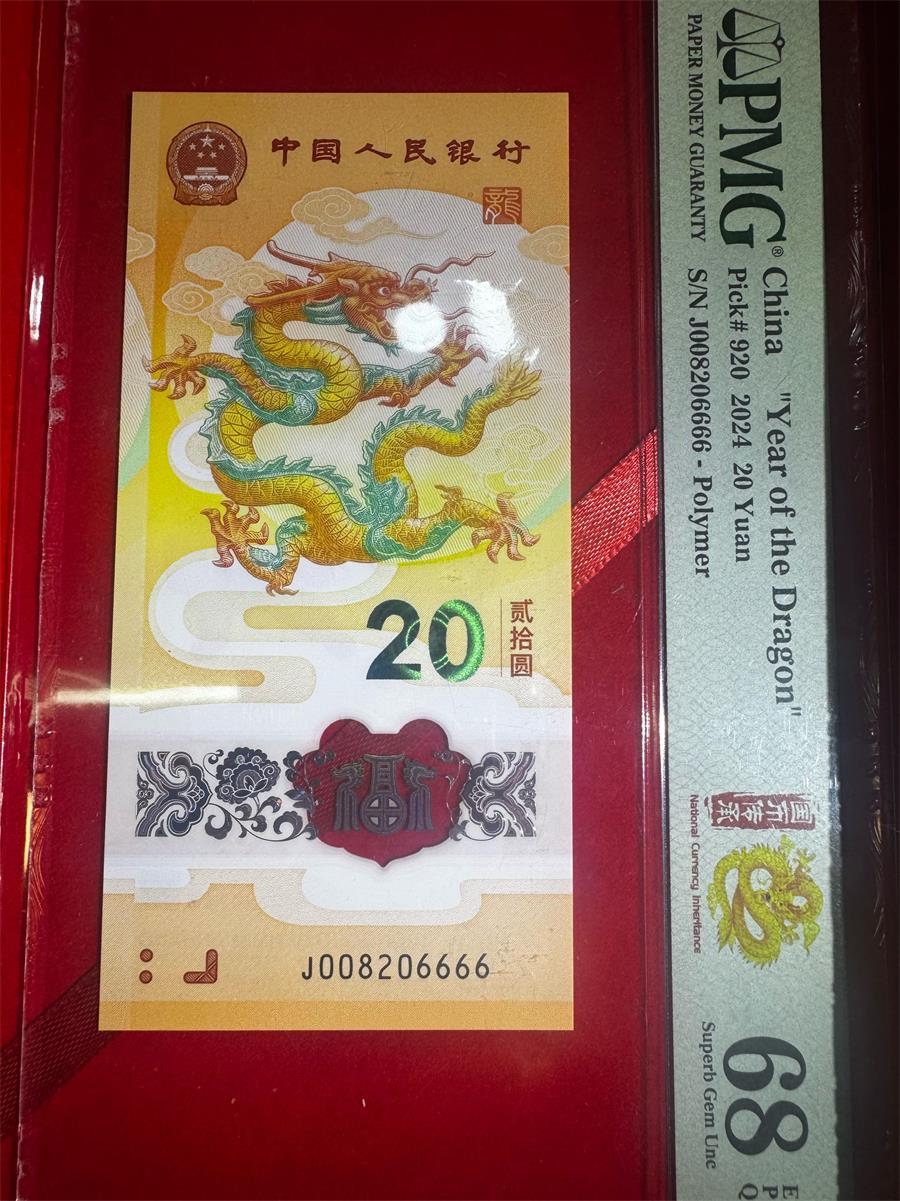 中国人民银行
龍
20
贰拾圆
J008206666
PMG®
PAPER MONEY GUARANTY
China "Year of the Dragon"
Pick# 920 2024 20 Yuan
S/N J008206666 - Polymer
国币传承
National Currency Inheritance
68
Superb Gem Unc
E
P
Q